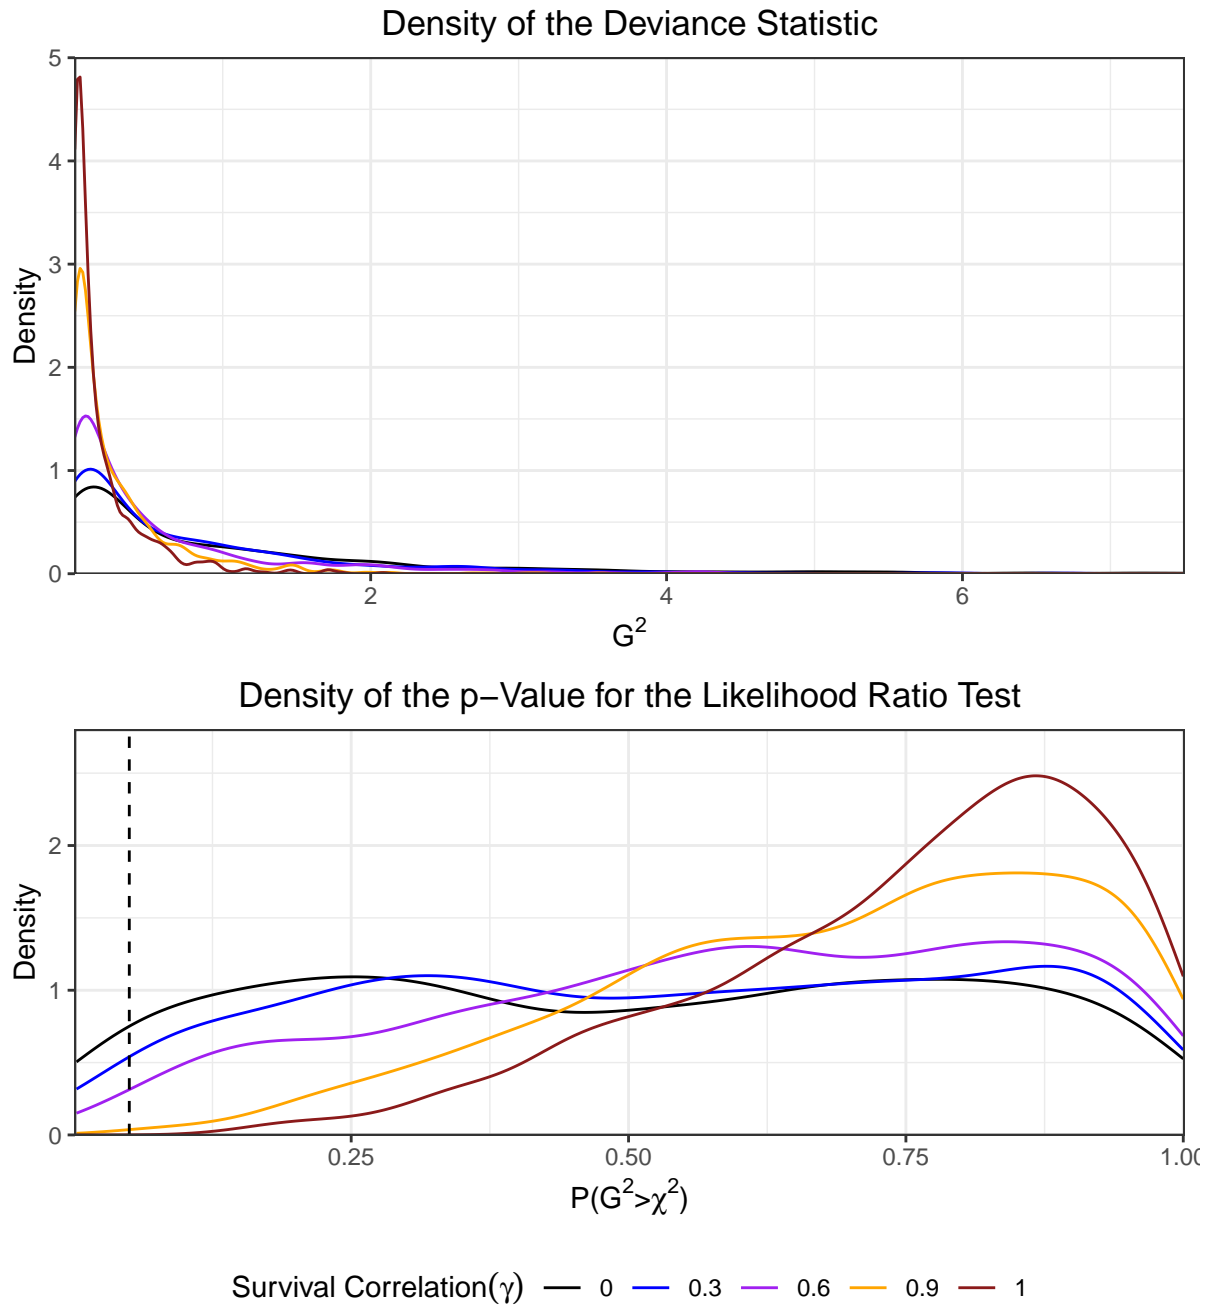 Density of the Deviance Statistic
Density
5
4
3
2
1
0
2 4 6
G²
Density of the p−Value for the Likelihood Ratio Test
Density
2
1
0
0.25 0.50 0.75 1.00
P(G²>χ²)
Survival Correlation(γ) 0 0.3 0.6 0.9 1